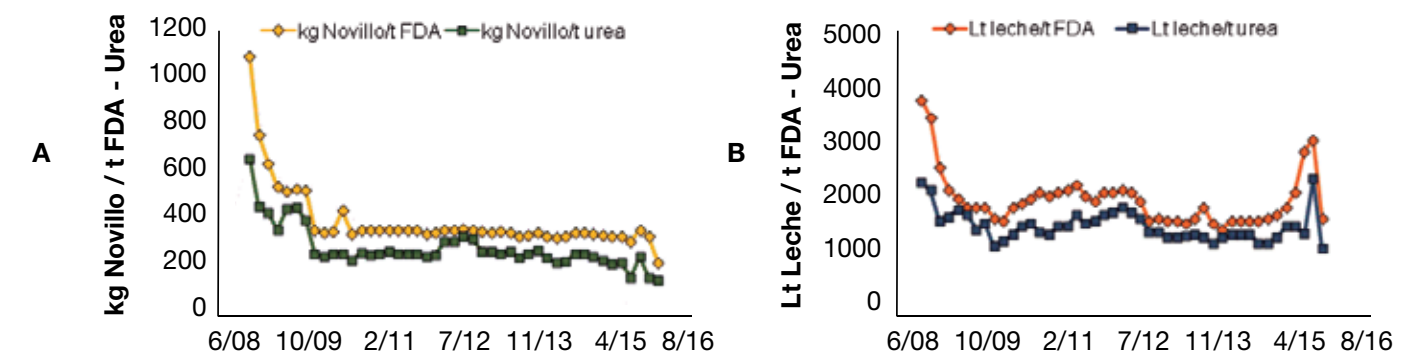 A
kg Novillo / t FDA - Urea
1200
1000
800
600
400
200
0
kg Novillo/t FDA
kg Novillo/t urea
6/08 10/09 2/11 7/12 11/13 4/15 8/16
B
Lt Leche / t FDA - Urea
5000
4000
3000
2000
1000
0
Lt leche/t FDA
Lt leche/t urea
6/08 10/09 2/11 7/12 11/13 4/15 8/16